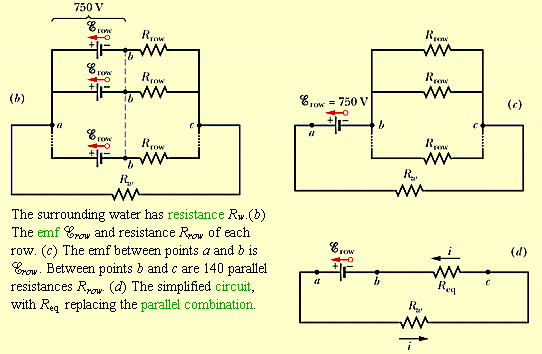 750 V
ℰrow
Rrow
+ −
b
ℰrow
Rrow
+ −
b
(b)
a
c
ℰrow
Rrow
+ −
b
Rw
Rrow
Rrow
ℰrow = 750 V
(c)
a
+ −
b
c
Rrow
Rw
The surrounding water has resistance Rw.(b)
The emf ℰrow and resistance Rrow of each
row. (c) The emf between points a and b is
ℰrow. Between points b and c are 140 parallel
resistances Rrow. (d) The simplified circuit,
with Req replacing the parallel combination.
ℰrow
(d)
i
a
+ −
b
Req
c
Rw
i